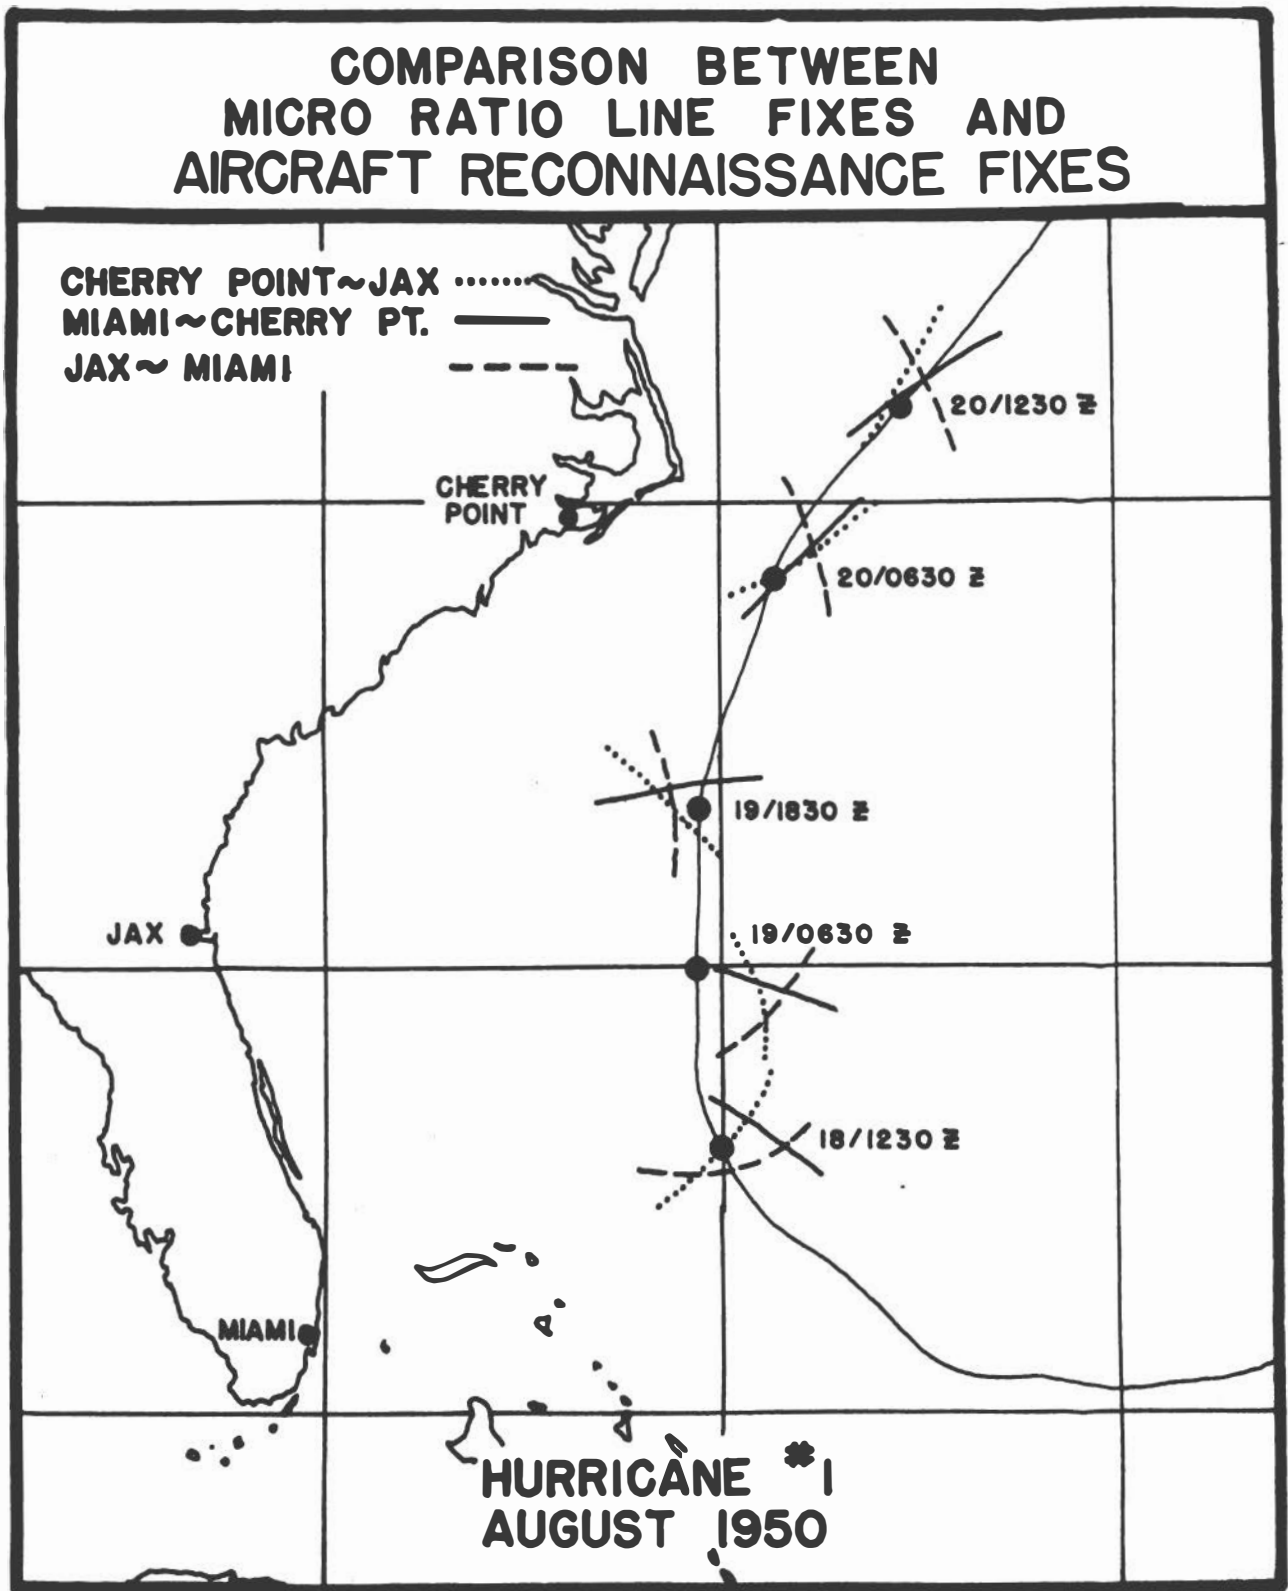 COMPARISON BETWEEN
MICRO RATIO LINE FIXES AND
AIRCRAFT RECONNAISSANCE FIXES
CHERRY POINT~JAX
MIAMI~CHERRY PT.
JAX~ MIAMI
20/1230 Z
CHERRY
POINT
20/0630 Z
19/1830 Z
JAX
19/0630 Z
18/1230 Z
MIAMI
HURRICANE #1
AUGUST 1950